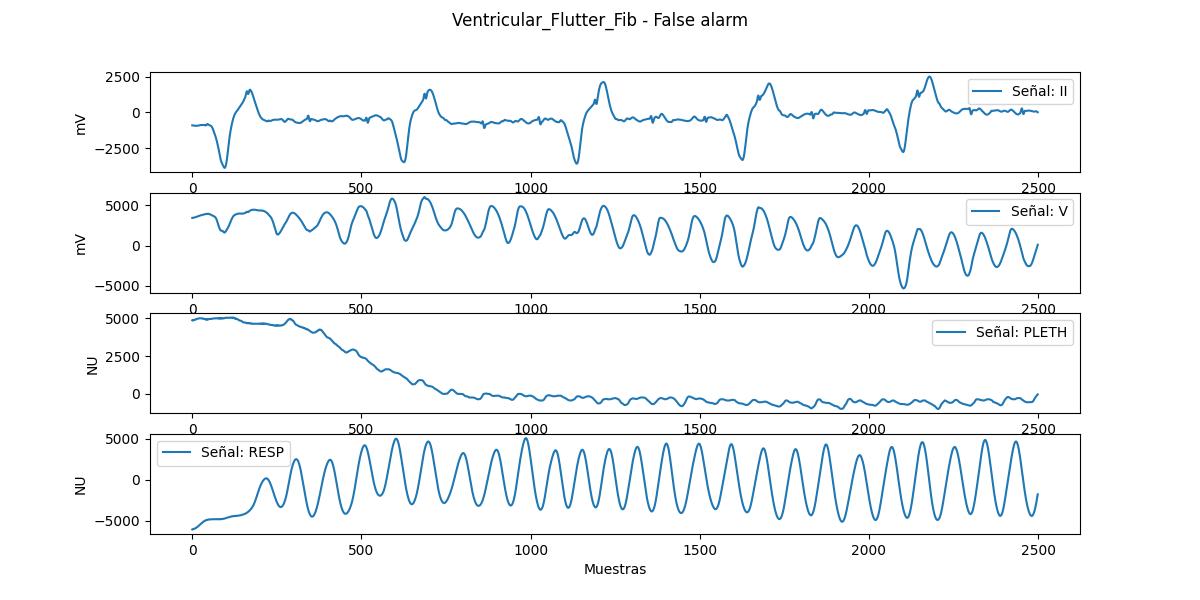 Ventricular_Flutter_Fib - False alarm
2500
0
−2500
mV
Señal: II
0 500 1000 1500 2000 2500
5000
0
−5000
mV
Señal: V
0 500 1000 1500 2000 2500
5000
2500
0
NU
Señal: PLETH
0 500 1000 1500 2000 2500
5000
0
−5000
NU
Señal: RESP
0 500 1000 1500 2000 2500
Muestras